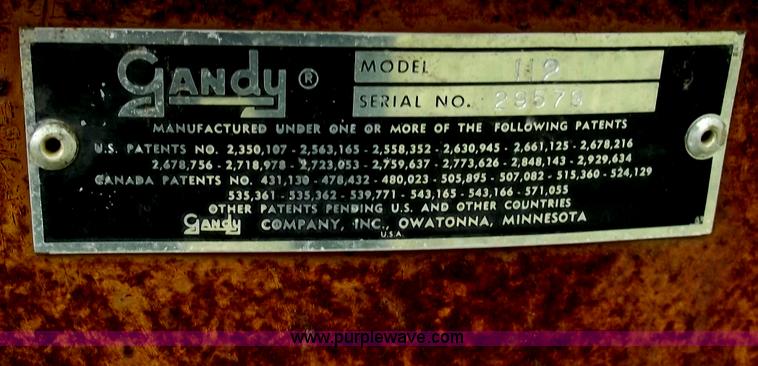 Gandy ®
MODEL 112
SERIAL NO. 29579
MANUFACTURED UNDER ONE OR MORE OF THE FOLLOWING PATENTS
U.S. PATENTS NO. 2,350,107 - 2,563,165 - 2,558,352 - 2,630,945 - 2,661,125 - 2,678,216
2,678,756 - 2,718,978 - 2,723,053 - 2,759,637 - 2,773,626 - 2,848,143 - 2,929,634
CANADA PATENTS NO. 431,130 - 478,432 - 480,023 - 505,895 - 507,082 - 515,360 - 524,129
535,361 - 535,362 - 539,771 - 543,165 - 543,166 - 571,055
OTHER PATENTS PENDING U.S. AND OTHER COUNTRIES
Gandy COMPANY, INC., OWATONNA, MINNESOTA
U.S.A.
www.purplewave.com